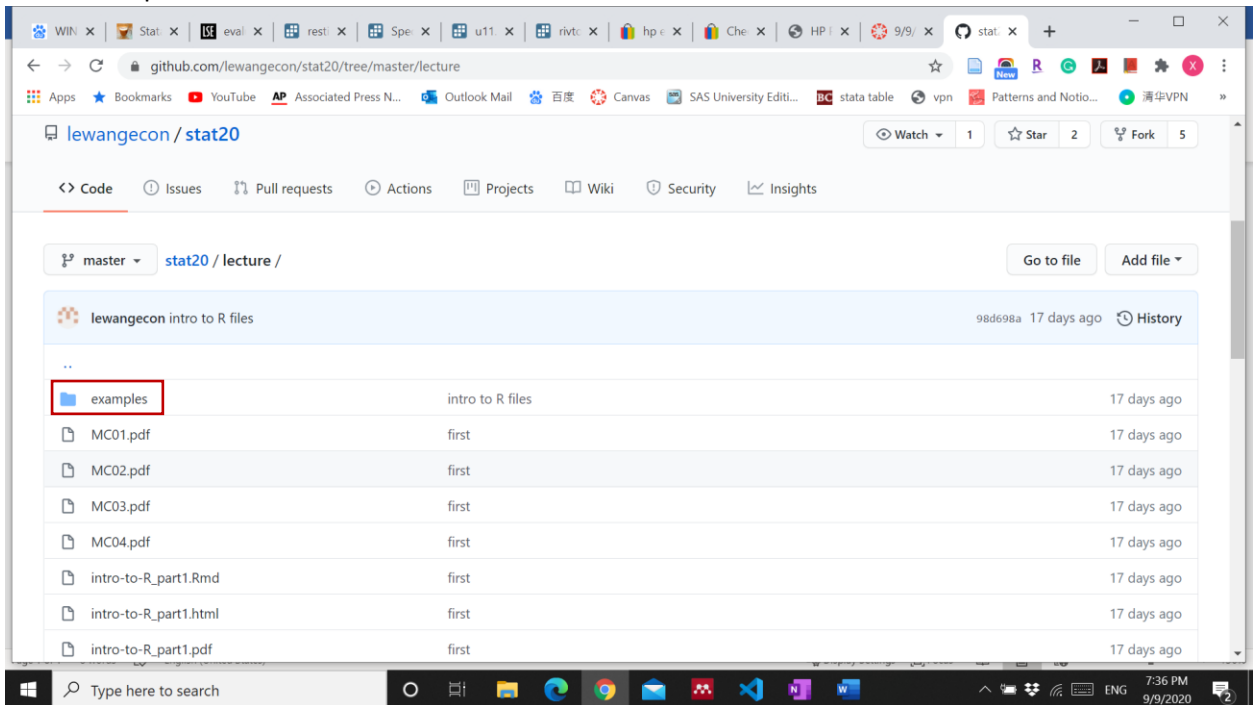 WIN Stat eval resti Spe u11. rivtc hp e Che HP 9/9/ stat
github.com/lewangecon/stat20/tree/master/lecture New
Apps Bookmarks YouTube AP Associated Press N... Outlook Mail 百度 Canvas SAS University Editi... BC stata table vpn Patterns and Notio... 清华VPN »
lewangecon / stat20 Watch 1 Star 2 Fork 5
<> Code Issues Pull requests Actions Projects Wiki Security Insights
master stat20 / lecture / Go to file Add file
lewangecon intro to R files 98d698a 17 days ago History
..
examples intro to R files 17 days ago
MC01.pdf first 17 days ago
MC02.pdf first 17 days ago
MC03.pdf first 17 days ago
MC04.pdf first 17 days ago
intro-to-R_part1.Rmd first 17 days ago
intro-to-R_part1.html first 17 days ago
intro-to-R_part1.pdf first 17 days ago
Type here to search ENG 7:36 PM
9/9/2020 2